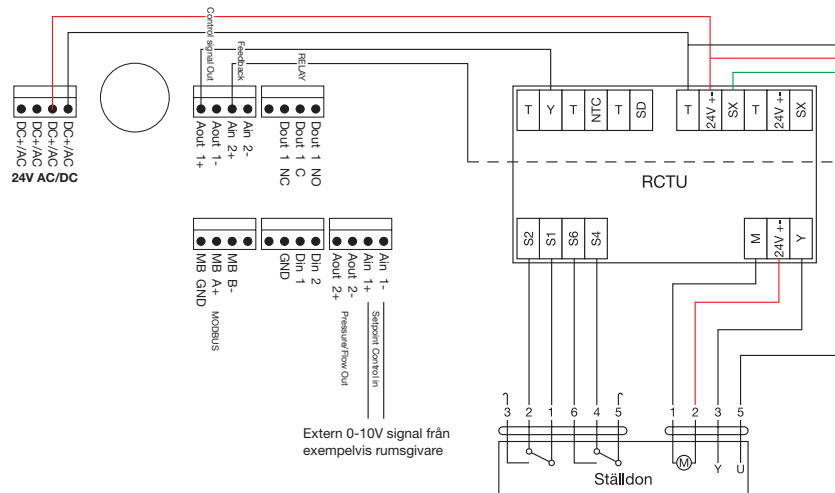 Control signal Out
Feedback
RELAY
DC+/AC
DC+/AC
DC+/AC
DC+/AC
24V AC/DC
Aout 1+
Aout 1-
Ain 2+
Ain 2-
Dout 1 NC
Dout 1 C
Dout 1 NO
T
Y
T
NTC
T
SD
T
24V +-
SX
T
24V +-
SX
RCTU
S2
S1
S6
S4
M
24V +-
Y
MB GND
MB A+
MB B-
MODBUS
GND
Din 1
Din 2
Aout 2+
Aout 2-
Ain 1+
Ain 1-
Pressure/Flow Out
Setpoint Control in
Extern 0-10V signal från
exempelvis rumsgivare
3
2
1
6
4
5
1
2
3
5
M
Y
U
Ställdon